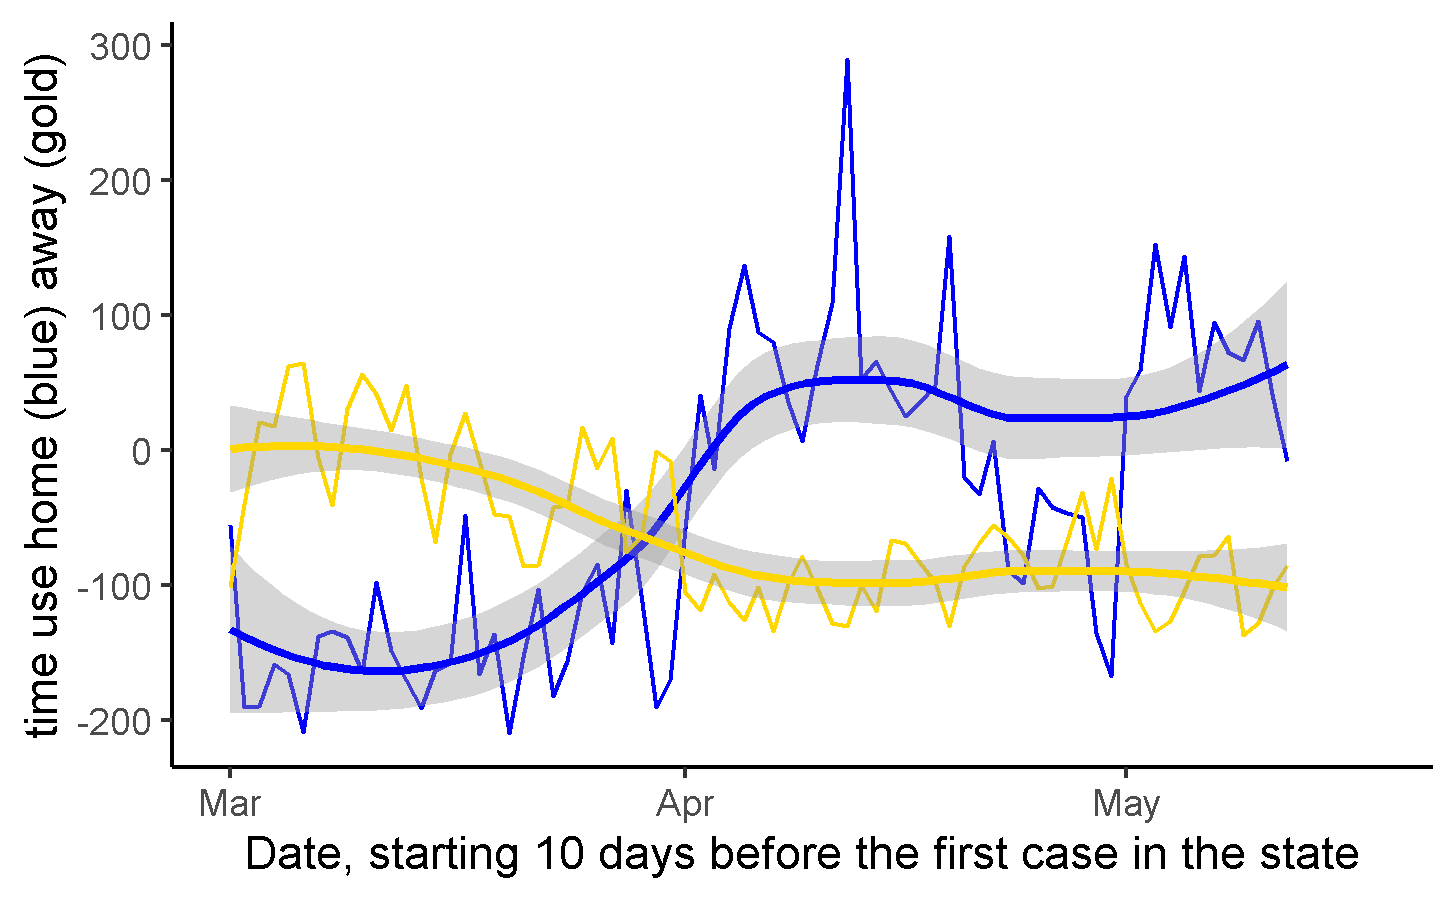 time use home (blue) away (gold)
300
200
100
0
-100
-200
Mar
Apr
May
Date, starting 10 days before the first case in the state